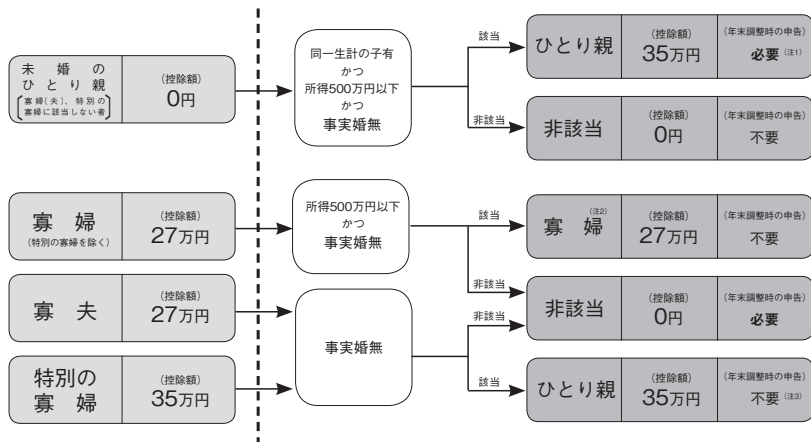 未婚の
ひとり親
寡婦(夫)、特別の
寡婦に該当しない者
(控除額)
0円
同一生計の子有
かつ
所得500万円以下
かつ
事実婚無
該当
ひとり親
(控除額)
35万円
(年末調整時の申告)
必要(注1)
非該当
非該当
(控除額)
0円
(年末調整時の申告)
不要
寡婦
(特別の寡婦を除く)
(控除額)
27万円
所得500万円以下
かつ
事実婚無
該当
寡婦(注2)
(控除額)
27万円
(年末調整時の申告)
不要
寡夫
(控除額)
27万円
事実婚無
非該当
非該当
非該当
(控除額)
0円
(年末調整時の申告)
必要
特別の
寡婦
(控除額)
35万円
該当
ひとり親
(控除額)
35万円
(年末調整時の申告)
不要(注3)